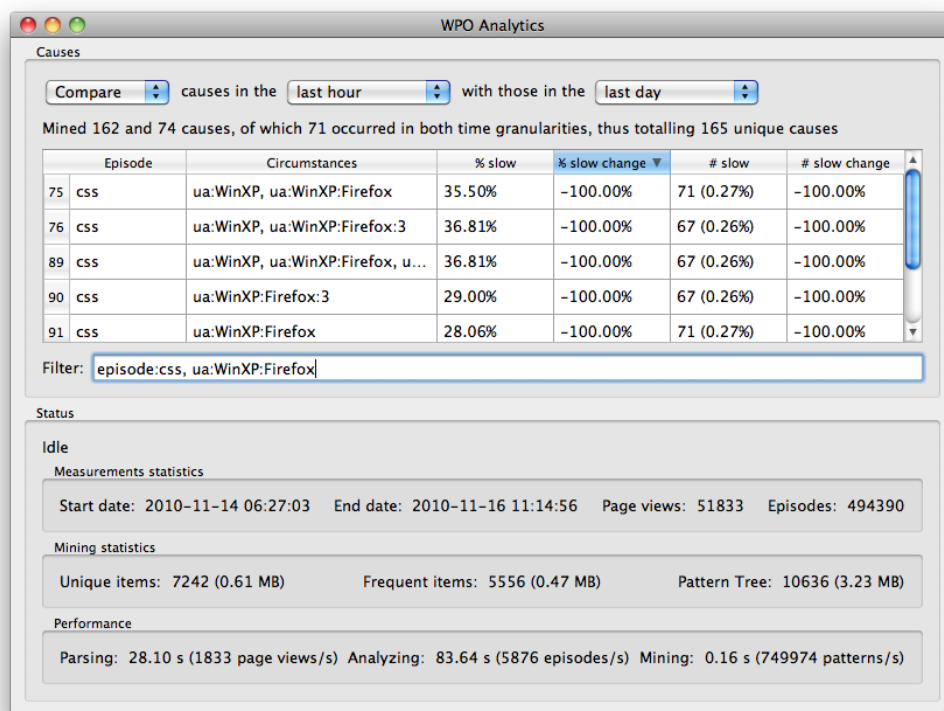 WPO Analytics
Causes
Compare causes in the last hour with those in the last day
Mined 162 and 74 causes, of which 71 occurred in both time granularities, thus totalling 165 unique causes
Episode Circumstances % slow % slow change ▼ # slow # slow change
75 css ua:WinXP, ua:WinXP:Firefox 35.50% -100.00% 71 (0.27%) -100.00%
76 css ua:WinXP, ua:WinXP:Firefox:3 36.81% -100.00% 67 (0.26%) -100.00%
89 css ua:WinXP, ua:WinXP:Firefox, u... 36.81% -100.00% 67 (0.26%) -100.00%
90 css ua:WinXP:Firefox:3 29.00% -100.00% 67 (0.26%) -100.00%
91 css ua:WinXP:Firefox 28.06% -100.00% 71 (0.27%) -100.00%
Filter: episode:css, ua:WinXP:Firefox
Status
Idle
Measurements statistics
Start date: 2010-11-14 06:27:03 End date: 2010-11-16 11:14:56 Page views: 51833 Episodes: 494390
Mining statistics
Unique items: 7242 (0.61 MB) Frequent items: 5556 (0.47 MB) Pattern Tree: 10636 (3.23 MB)
Performance
Parsing: 28.10 s (1833 page views/s) Analyzing: 83.64 s (5876 episodes/s) Mining: 0.16 s (749974 patterns/s)